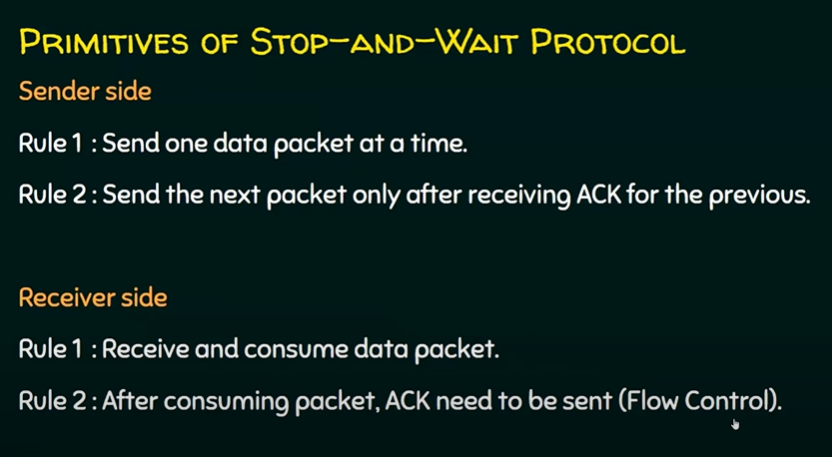 PRIMITIVES OF STOP-AND-WAIT PROTOCOL
Sender side
Rule 1 : Send one data packet at a time.
Rule 2 : Send the next packet only after receiving ACK for the previous.
Receiver side
Rule 1 : Receive and consume data packet.
Rule 2 : After consuming packet, ACK need to be sent (Flow Control).